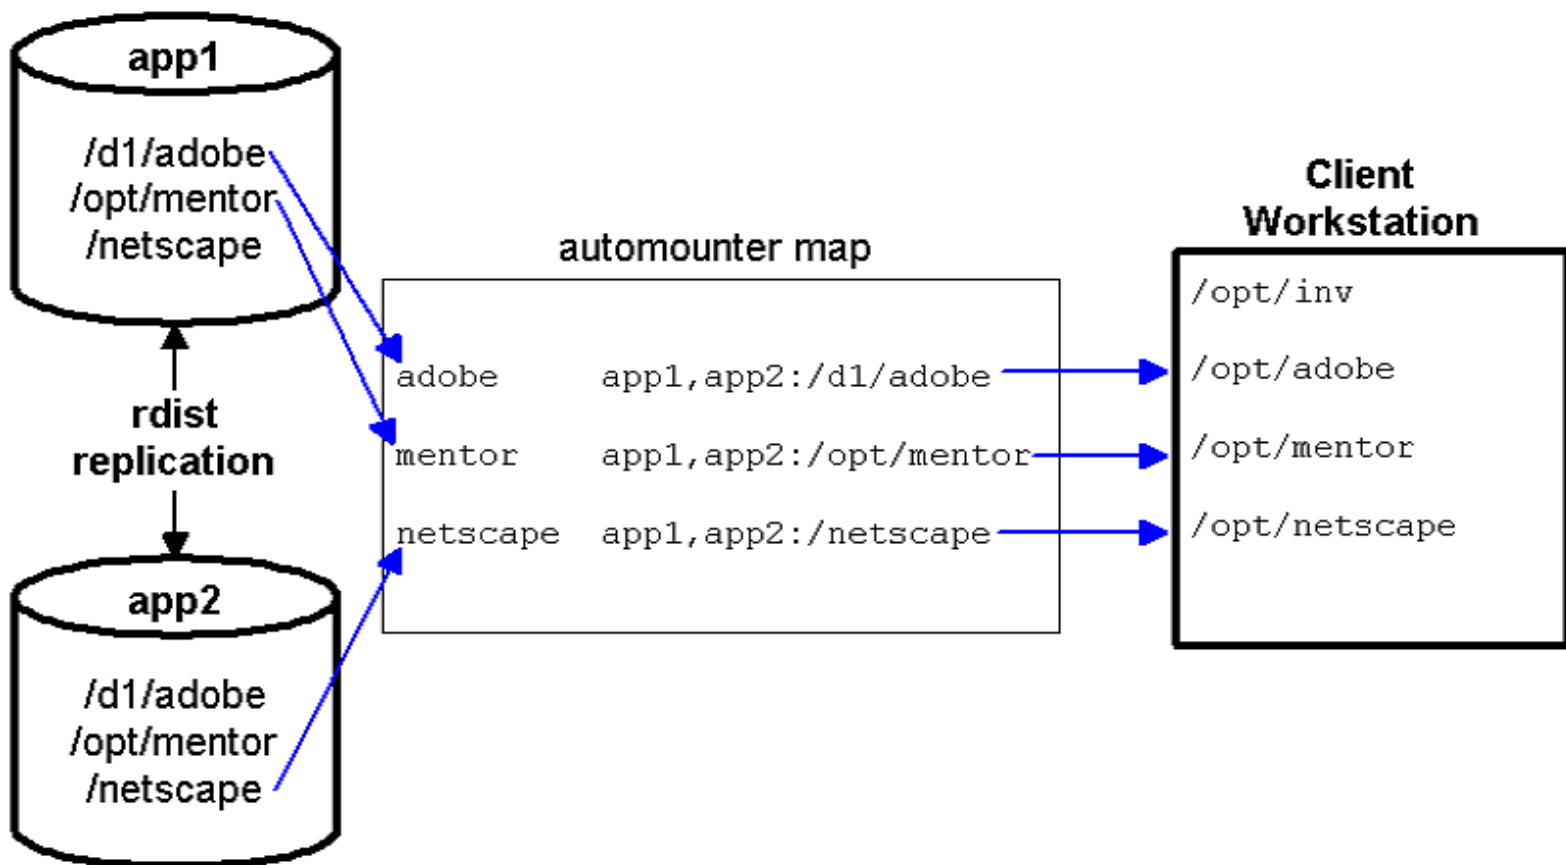 app1
/d1/adobe
/opt/mentor
/netscape
rdist
replication
app2
/d1/adobe
/opt/mentor
/netscape
automounter map
adobe app1,app2:/d1/adobe
mentor app1,app2:/opt/mentor
netscape app1,app2:/netscape
Client
Workstation
/opt/inv
/opt/adobe
/opt/mentor
/opt/netscape